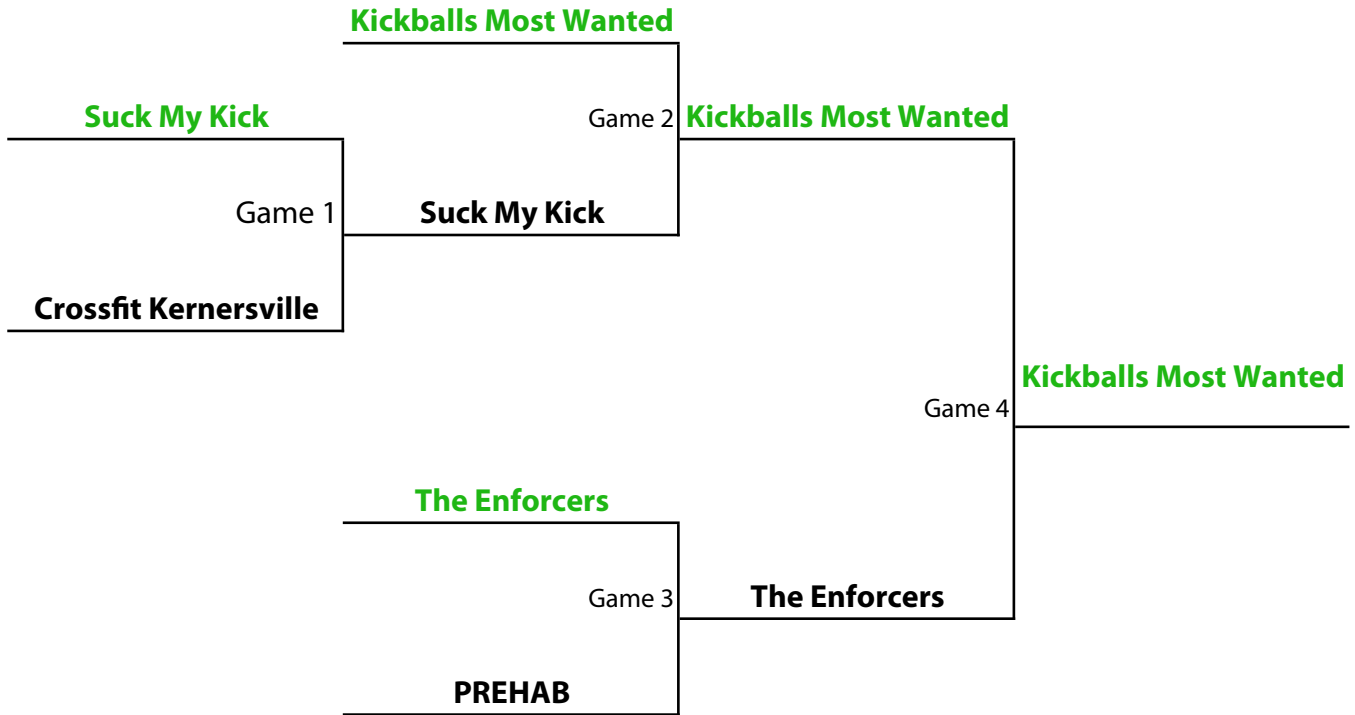 Kickballs Most Wanted
Suck My Kick
Game 2
Kickballs Most Wanted
Game 1
Suck My Kick
Crossfit Kernersville
Kickballs Most Wanted
Game 4
The Enforcers
Game 3
The Enforcers
PREHAB